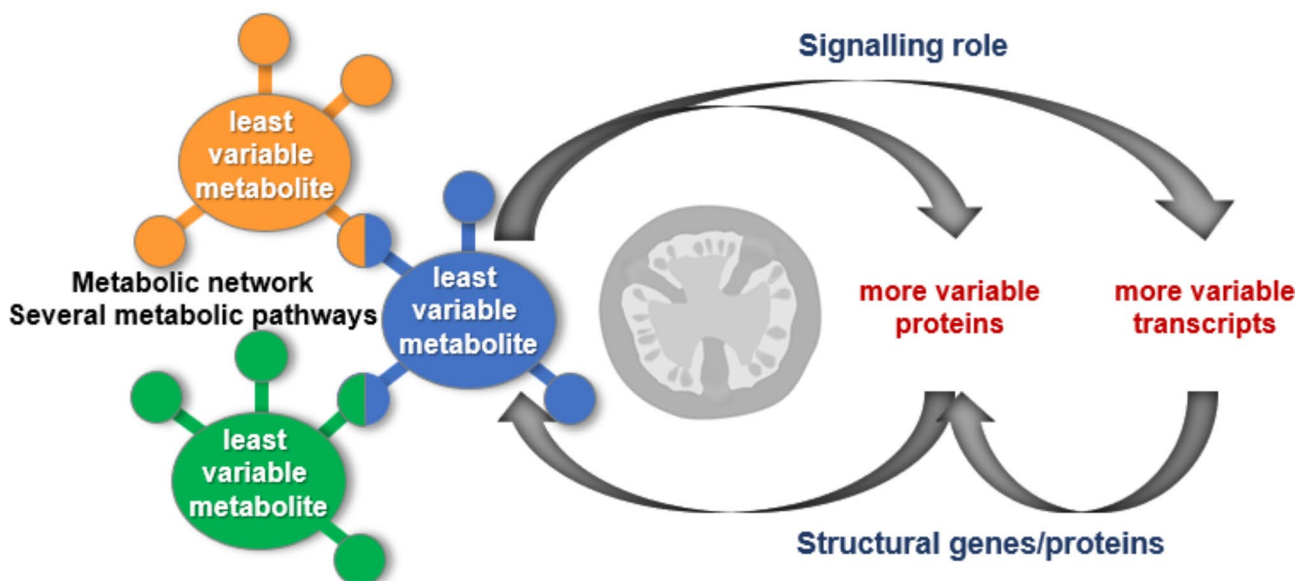 Signalling role
least
variable
metabolite
Metabolic network
Several metabolic pathways
least
variable
metabolite
more variable
proteins
more variable
transcripts
least
variable
metabolite
Structural genes/proteins